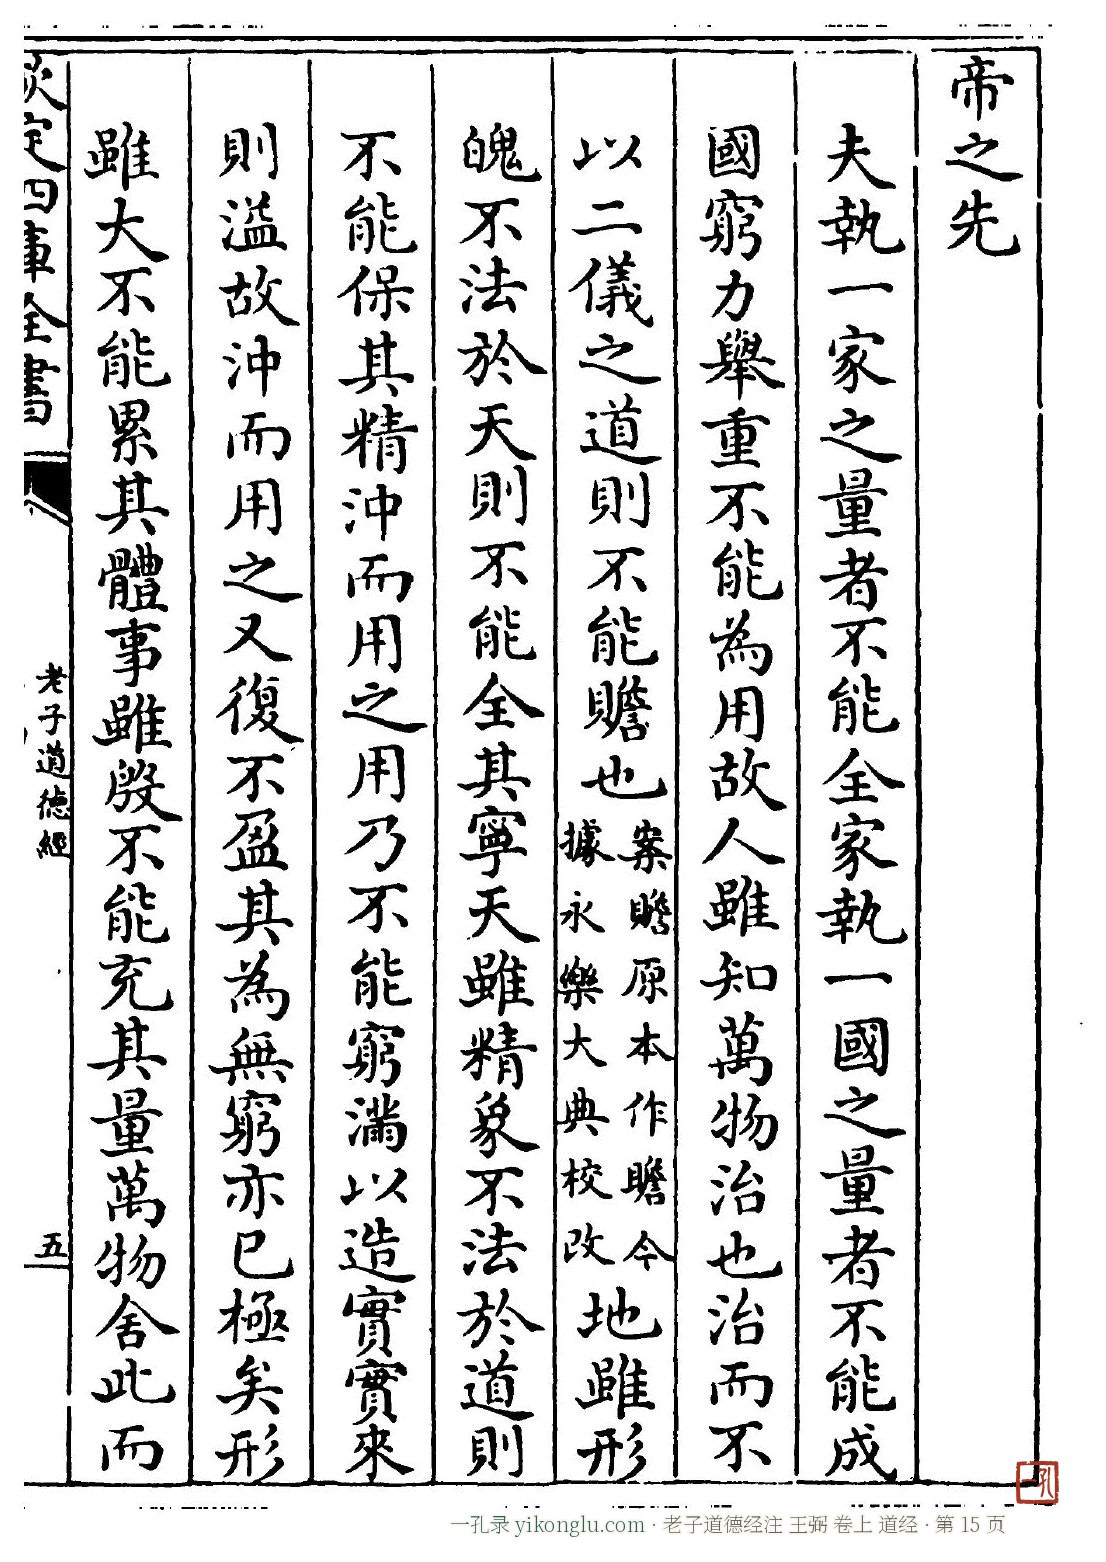 帝之先
夫執一家之量者不能全家執一國之量者不能成
國窮力舉重不能為用故人雖知萬物治也治而不
以二儀之道則不能贍也
案贍原本作瞻今
據永樂大典校改
地雖形
魄不法於天則不能全其寧天雖精象不法於道則
不能保其精沖而用之用乃不能窮滿以造實實來
則溢故沖而用之又復不盈其為無窮亦已極矣形
雖大不能累其體事雖殷不能充其量萬物舍此而
欽定四庫全書
老子道德經
五
一孔
一孔录 yikonglu.com · 老子道德经注 王弼 卷上 道经 · 第 15 页